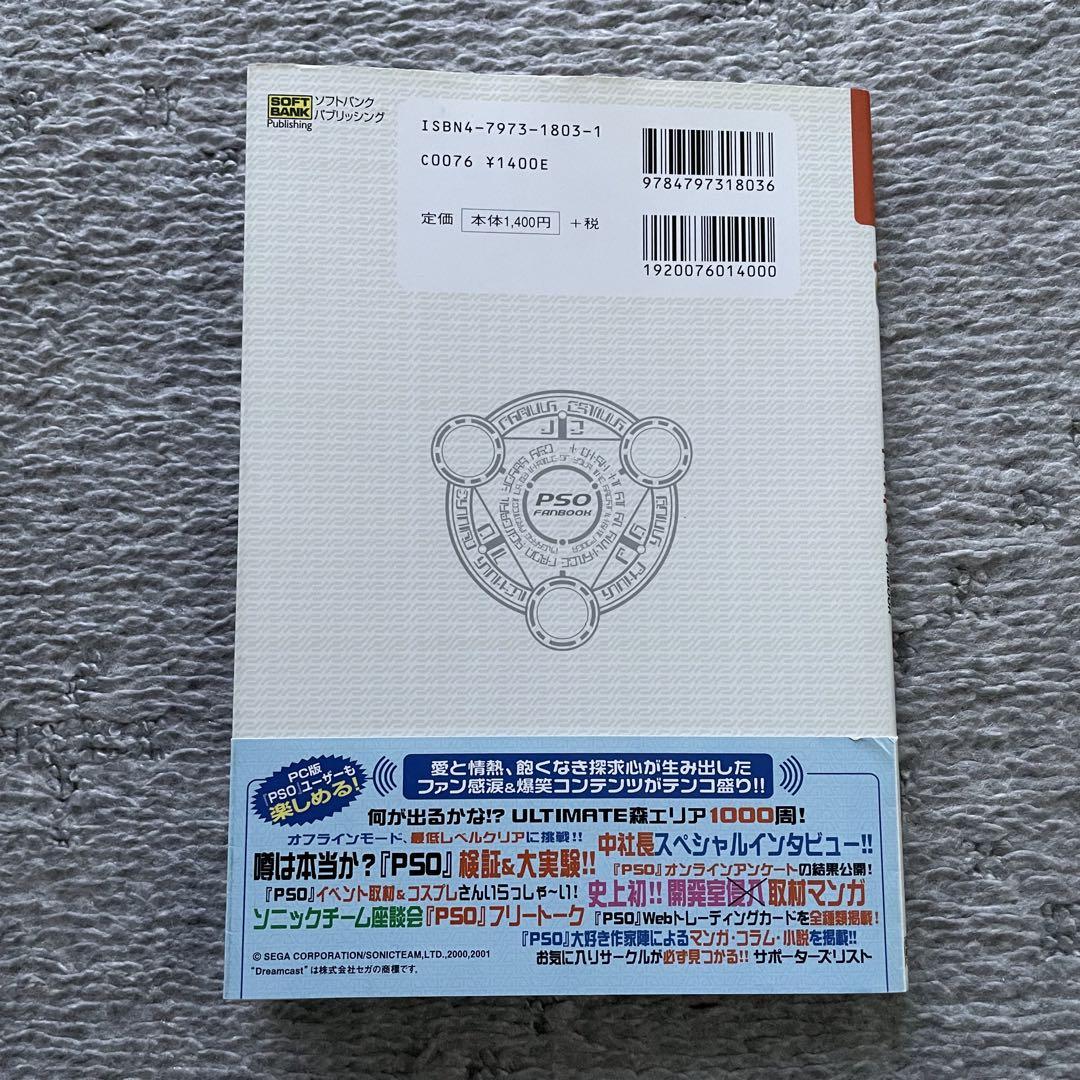 SOFT BANK Publishing
ソフトバンク
パブリッシング
ISBN4-7973-1803-1
C0076 ¥1400E
定価 本体1,400円 +税
9784797318036
1920076014000
PSO
FANBOOK
PC版
『PSO』ユーザーも
楽しめる!
愛と情熱、飽くなき探求心が生み出した
ファン感涙&爆笑コンテンツがテンコ盛り!!
何が出るかな!? ULTIMATE森エリア1000周!
オフラインモード、最低レベルクリアに挑戦!! 中社長スペシャルインタビュー!!
噂は本当か?『PSO』検証&大実験!! 『PSO』オンラインアンケートの結果公開!
『PSO』イベント取材&コスプレさんいらっしゃ~い! 史上初!! 開発室侵入取材マンガ
ソニックチーム座談会『PSO』フリートーク 『PSO』Webトレーディングカードを全種類掲載!
『PSO』大好き作家陣によるマンガ・コラム・小説を掲載!!
お気に入りサークルが必ず見つかる!! サポーターズリスト
© SEGA CORPORATION/SONICTEAM,LTD.,2000,2001
"Dreamcast"は株式会社セガの商標です。